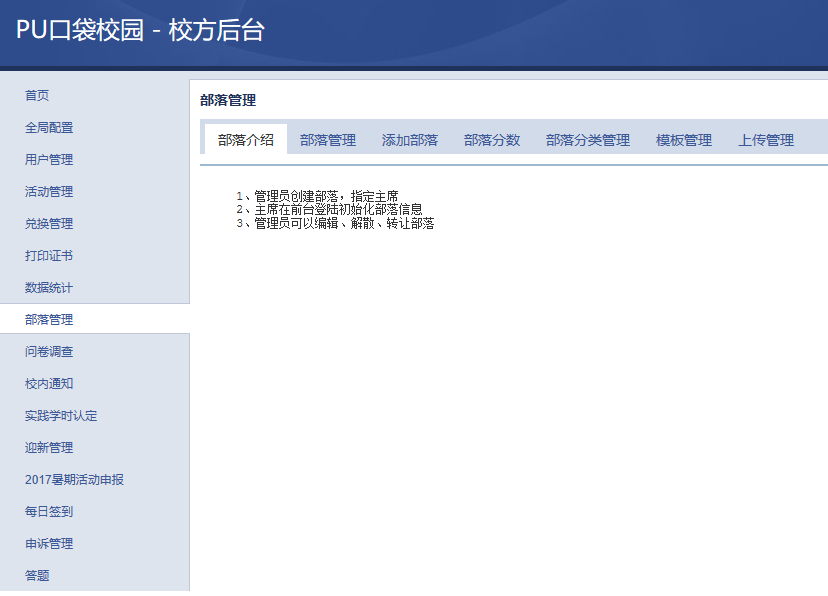 PU口袋校园 - 校方后台
首页
全局配置
用户管理
活动管理
兑换管理
打印证书
数据统计
部落管理
问卷调查
校内通知
实践学时认定
迎新管理
2017暑期活动申报
每日签到
申诉管理
答题
部落管理
部落介绍 部落管理 添加部落 部落分数 部落分类管理 模板管理 上传管理
1、管理员创建部落，指定主席
2、主席在前台登陆初始化部落信息
3、管理员可以编辑、解散、转让部落